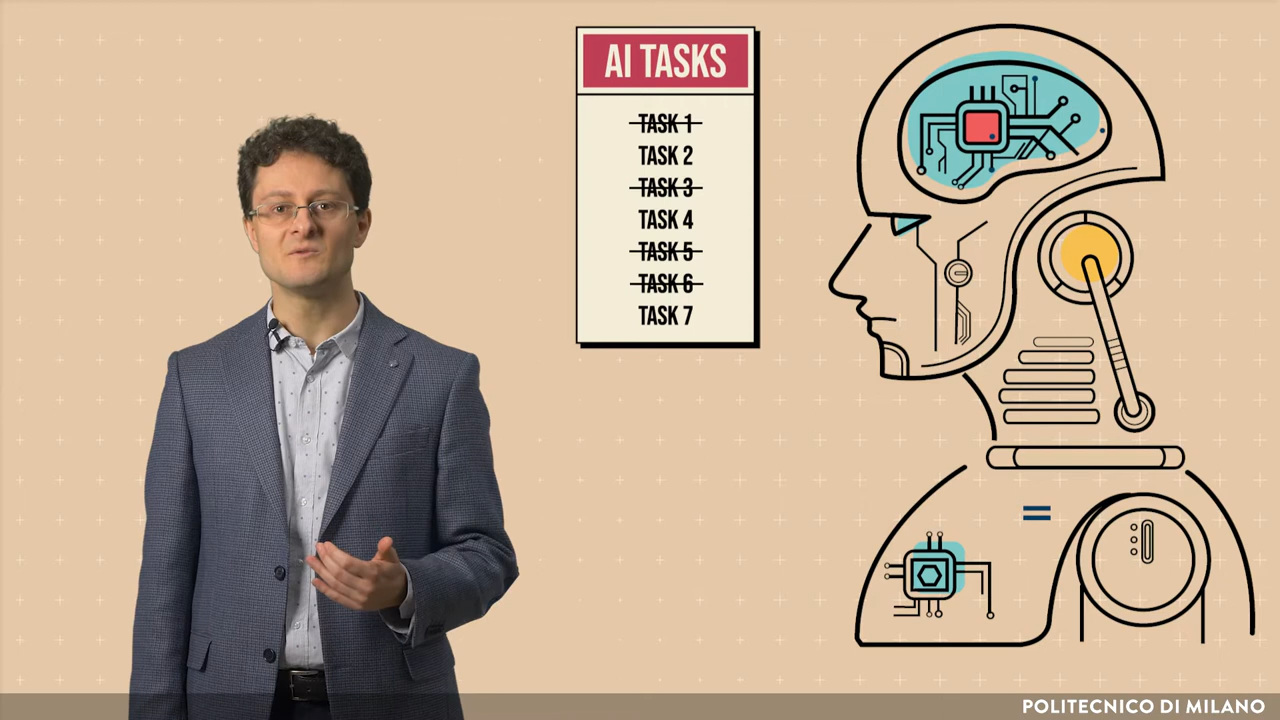 AI TASKS
TASK 1
TASK 2
TASK 3
TASK 4
TASK 5
TASK 6
TASK 7
POLITECNICO DI MILANO